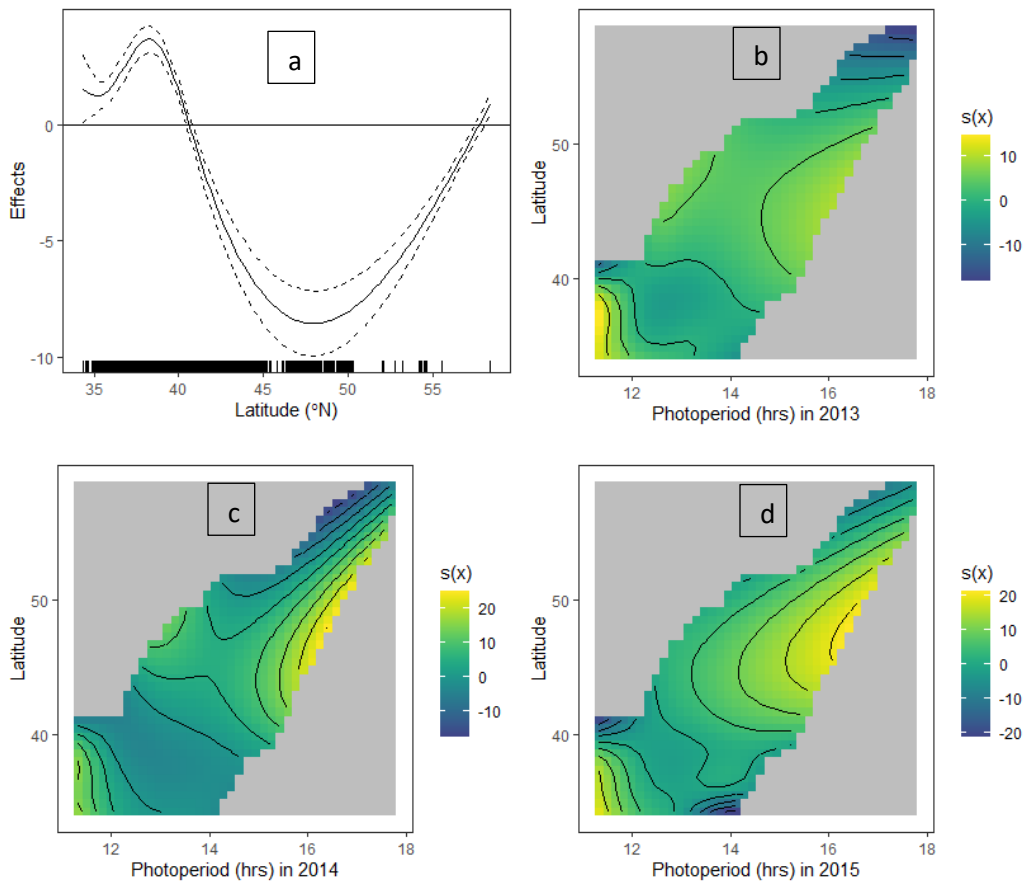 a
0
-5
-10
Effects
35
40
45
50
55
Latitude (°N)
b
50
40
Latitude
12
14
16
18
Photoperiod (hrs) in 2013
s(x)
10
0
-10
c
50
40
Latitude
12
14
16
18
Photoperiod (hrs) in 2014
s(x)
20
10
0
-10
d
50
40
Latitude
12
14
16
18
Photoperiod (hrs) in 2015
s(x)
20
10
0
-10
-20